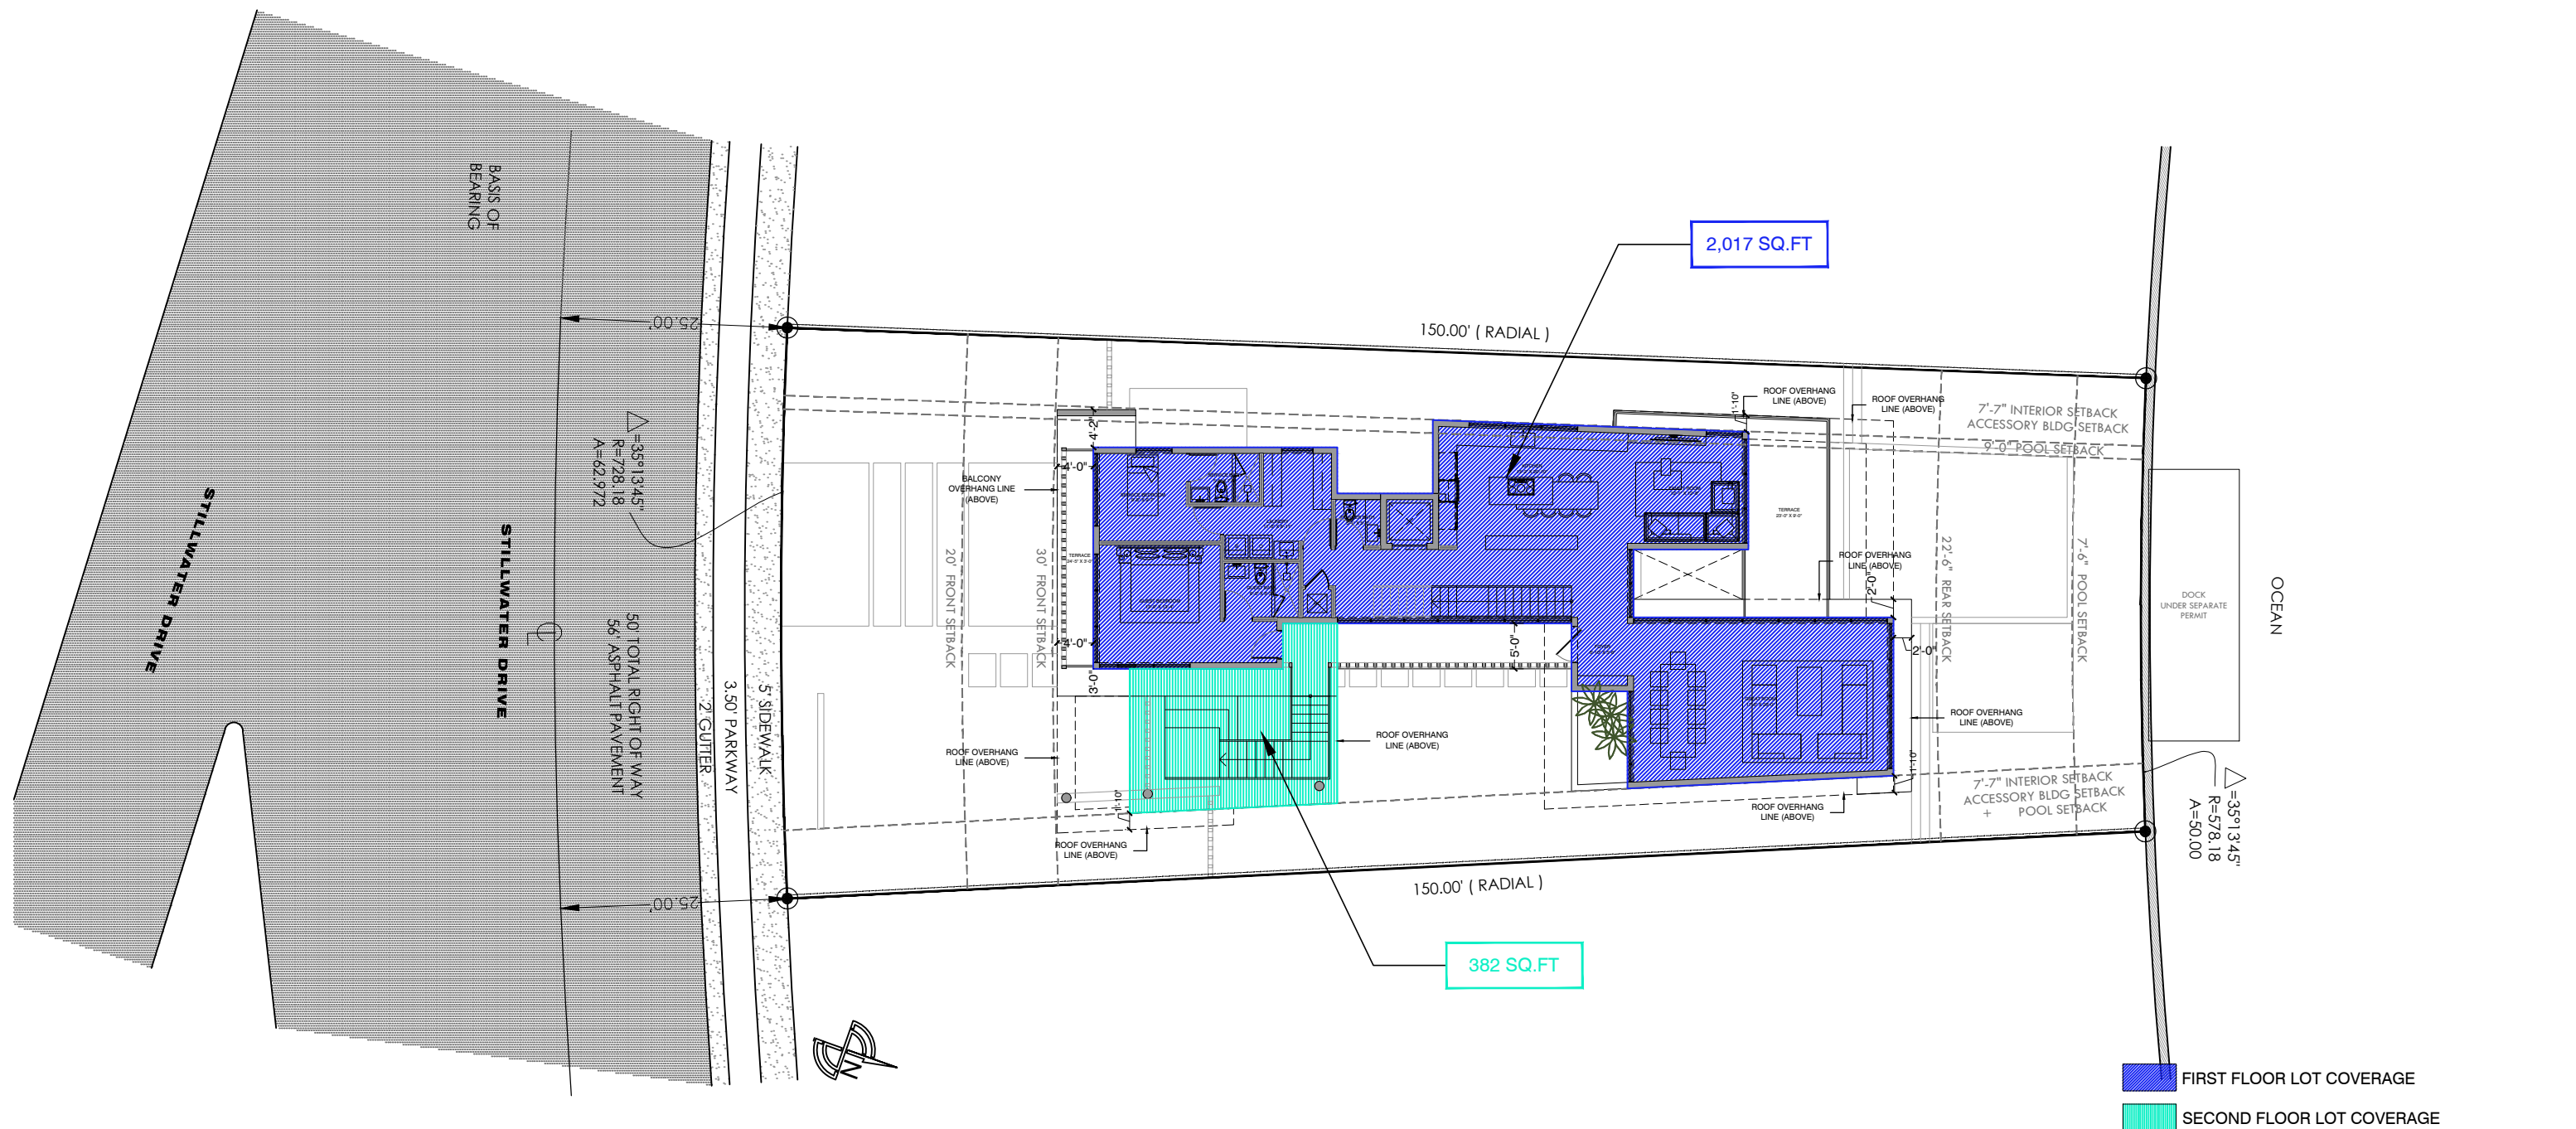 BASIS OF
BEARING
2,017 SQ.FT
25.00'
150.00' ( RADIAL )
ROOF OVERHANG
LINE (ABOVE)
ROOF OVERHANG
LINE (ABOVE)
1'-10"
7'-7" INTERIOR SETBACK
ACCESSORY BLDG SETBACK
9'-0" POOL SETBACK
4'-2"
4'-0"
=35°13'45"
R=728.18
A=62.972
BALCONY
OVERHANG LINE
(ABOVE)
TERRACE
TERRACE
STILLWATER DRIVE
STILLWATER DRIVE
20' FRONT SETBACK
30' FRONT SETBACK
ROOF OVERHANG
LINE (ABOVE)
2'-0"
22'-6" REAR SETBACK
7'-6" POOL SETBACK
DOCK
UNDER SEPARATE
PERMIT
OCEAN
4'-0"
5'-0"
2'-0"
3'-0"
50' TOTAL RIGHT OF WAY
56' ASPHALT PAVEMENT
2' GUTTER
3.50' PARKWAY
5' SIDEWALK
ROOF OVERHANG
LINE (ABOVE)
ROOF OVERHANG
LINE (ABOVE)
ROOF OVERHANG
LINE (ABOVE)
1'-10"
1'-10"
ROOF OVERHANG
LINE (ABOVE)
ROOF OVERHANG
LINE (ABOVE)
7'-7" INTERIOR SETBACK
ACCESSORY BLDG SETBACK
+ POOL SETBACK
=35°13'45"
R=578.18
A=50.00
25.00'
150.00' ( RADIAL )
382 SQ.FT
N
FIRST FLOOR LOT COVERAGE
SECOND FLOOR LOT COVERAGE